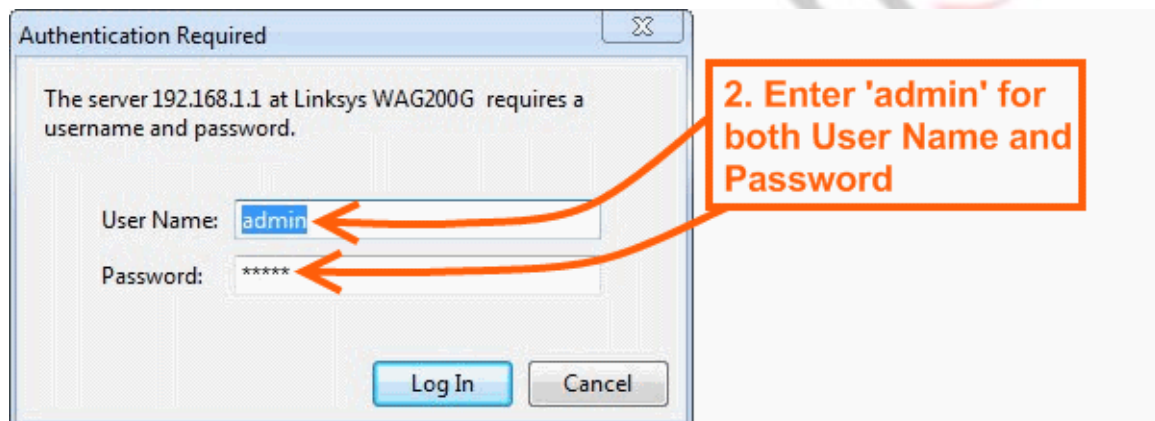 Authentication Required
The server 192.168.1.1 at Linksys WAG200G requires a
username and password.
2. Enter 'admin' for
both User Name and
Password
User Name: admin
Password: *****
Log In Cancel